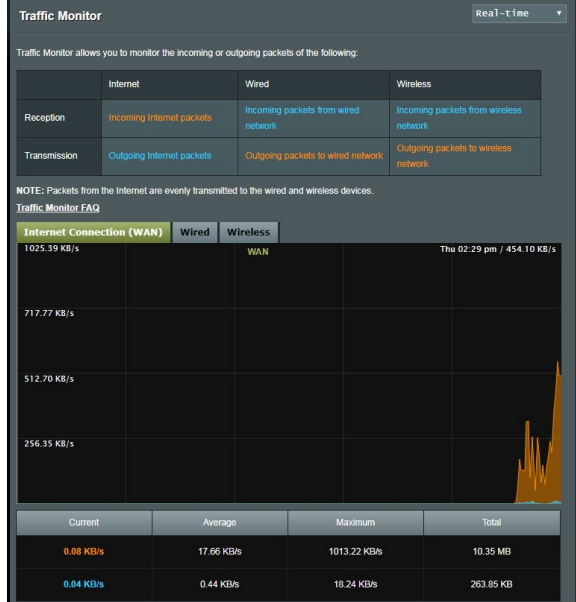 Traffic Monitor
Real-time
Traffic Monitor allows you to monitor the incoming or outgoing packets of the following:
Internet Wired Wireless
Reception Incoming Internet packets Incoming packets from wired network Incoming packets from wireless network
Transmission Outgoing Internet packets Outgoing packets to wired network Outgoing packets to wireless network
NOTE: Packets from the Internet are evenly transmitted to the wired and wireless devices.
Traffic Monitor FAQ
Internet Connection (WAN) Wired Wireless
1025.39 KB/s WAN Thu 02:29 pm / 454.10 KB/s
717.77 KB/s
512.70 KB/s
256.35 KB/s
Current Average Maximum Total
0.08 KB/s 17.66 KB/s 1013.22 KB/s 10.35 MB
0.04 KB/s 0.44 KB/s 18.24 KB/s 263.85 KB